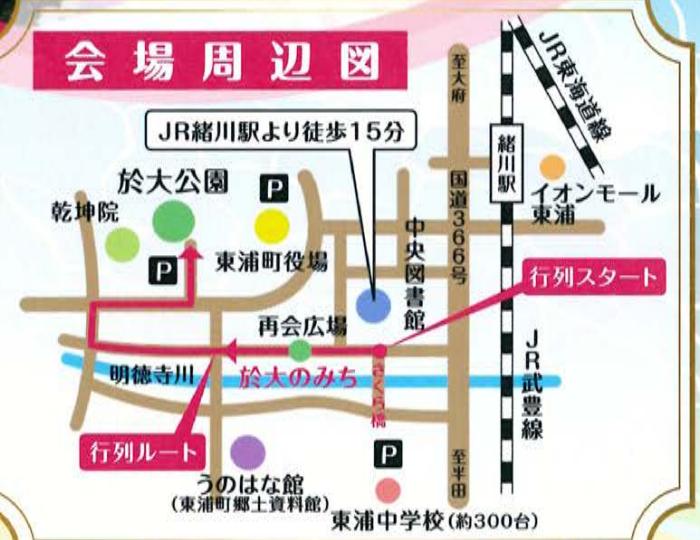 会場周辺図
JR緒川駅より徒歩15分
至大府
JR東海道線
緒川駅
イオンモール
東浦
国道366号
於大公園
P
乾坤院
P
東浦町役場
中央図書館
行列スタート
再会広場
於大のみち
明徳寺川
さくら橋
JR武豊線
行列ルート
うのはな館
(東浦町郷土資料館)
P
東浦中学校(約300台)
至半田